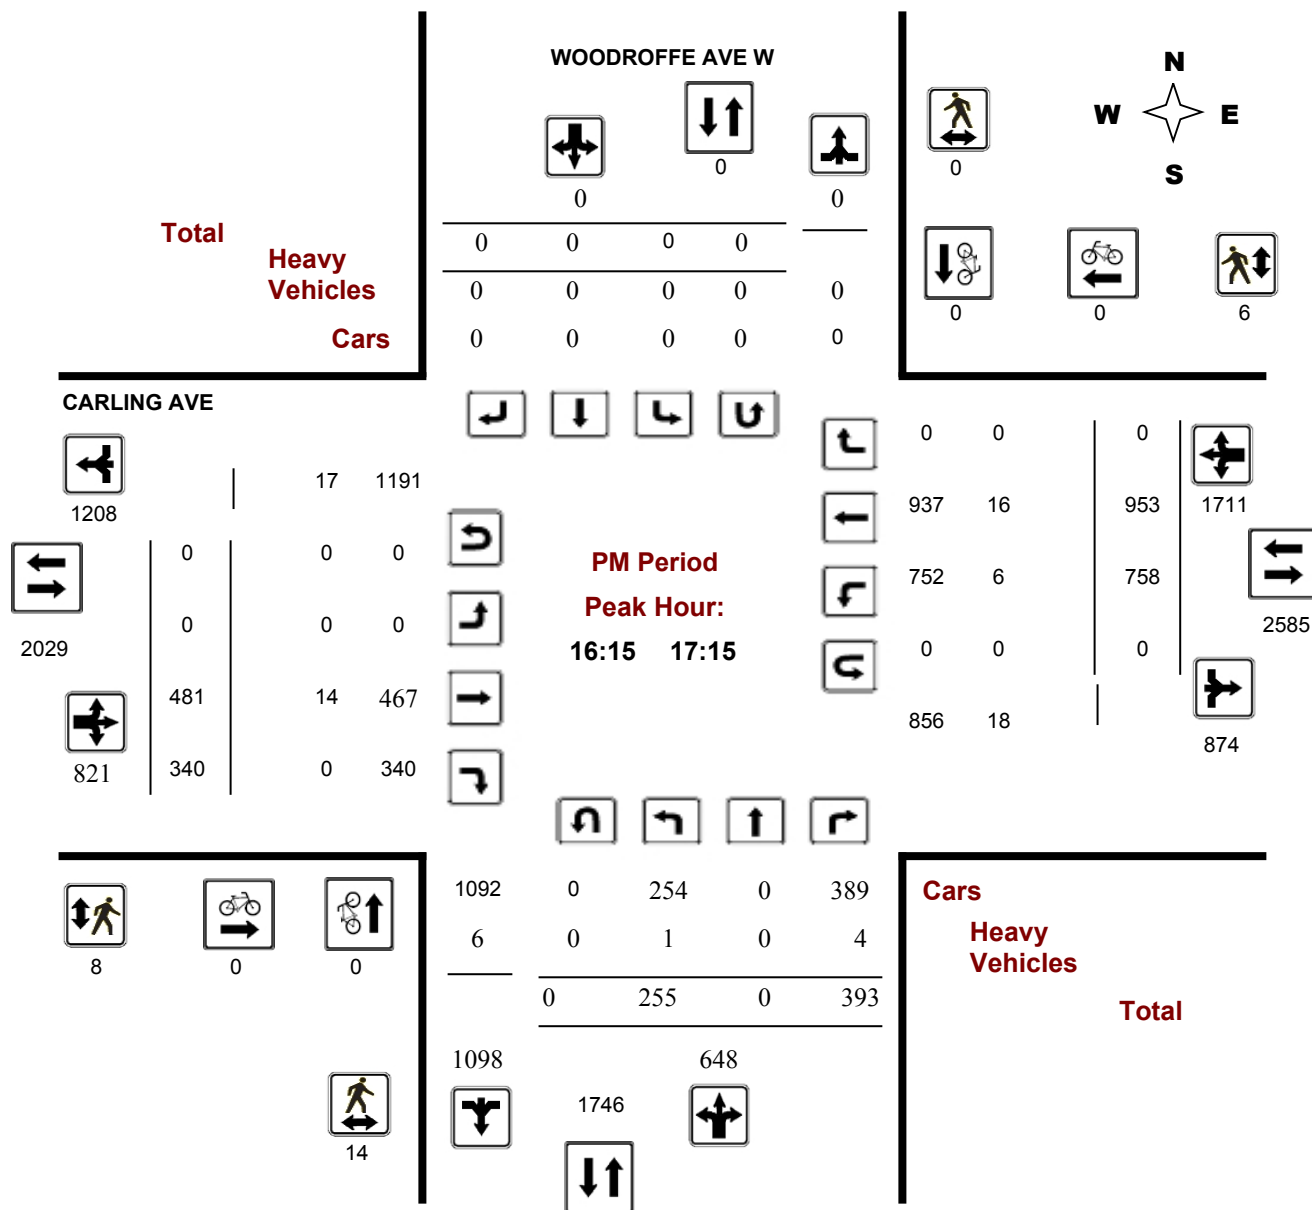 WOODROFFE AVE W
N
W E
S
0
0
0
0 0
Total
0 0 0 0
Heavy
Vehicles
0 0 0 0 0
Cars
0 0 0 0 0
0 0 6
CARLING AVE
0 0 0
17 1191
1208
937 16 953 1711
0 0 0
PM Period
752 6 758
Peak Hour:
2585
0 0 0
2029
16:15 17:15
0 0 0
481 14 467
856 18
874
821
340 0 340
1092 0 254 0 389
Cars
6 0 1 0 4
Heavy
Vehicles
8 0 0
0 255 0 393
Total
1098 648
1746
14